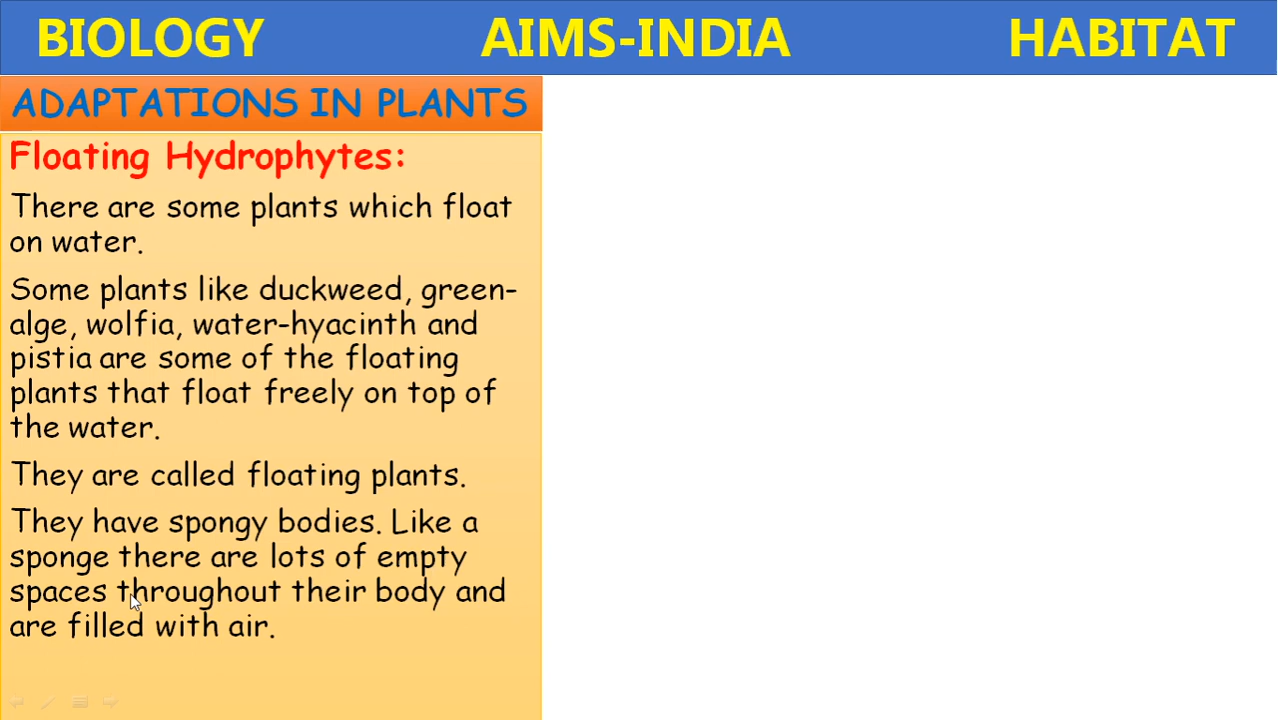 BIOLOGY AIMS-INDIA HABITAT
ADAPTATIONS IN PLANTS
Floating Hydrophytes:
There are some plants which float
on water.
Some plants like duckweed, green-
alge, wolfia, water-hyacinth and
pistia are some of the floating
plants that float freely on top of
the water.
They are called floating plants.
They have spongy bodies. Like a
sponge there are lots of empty
spaces throughout their body and
are filled with air.